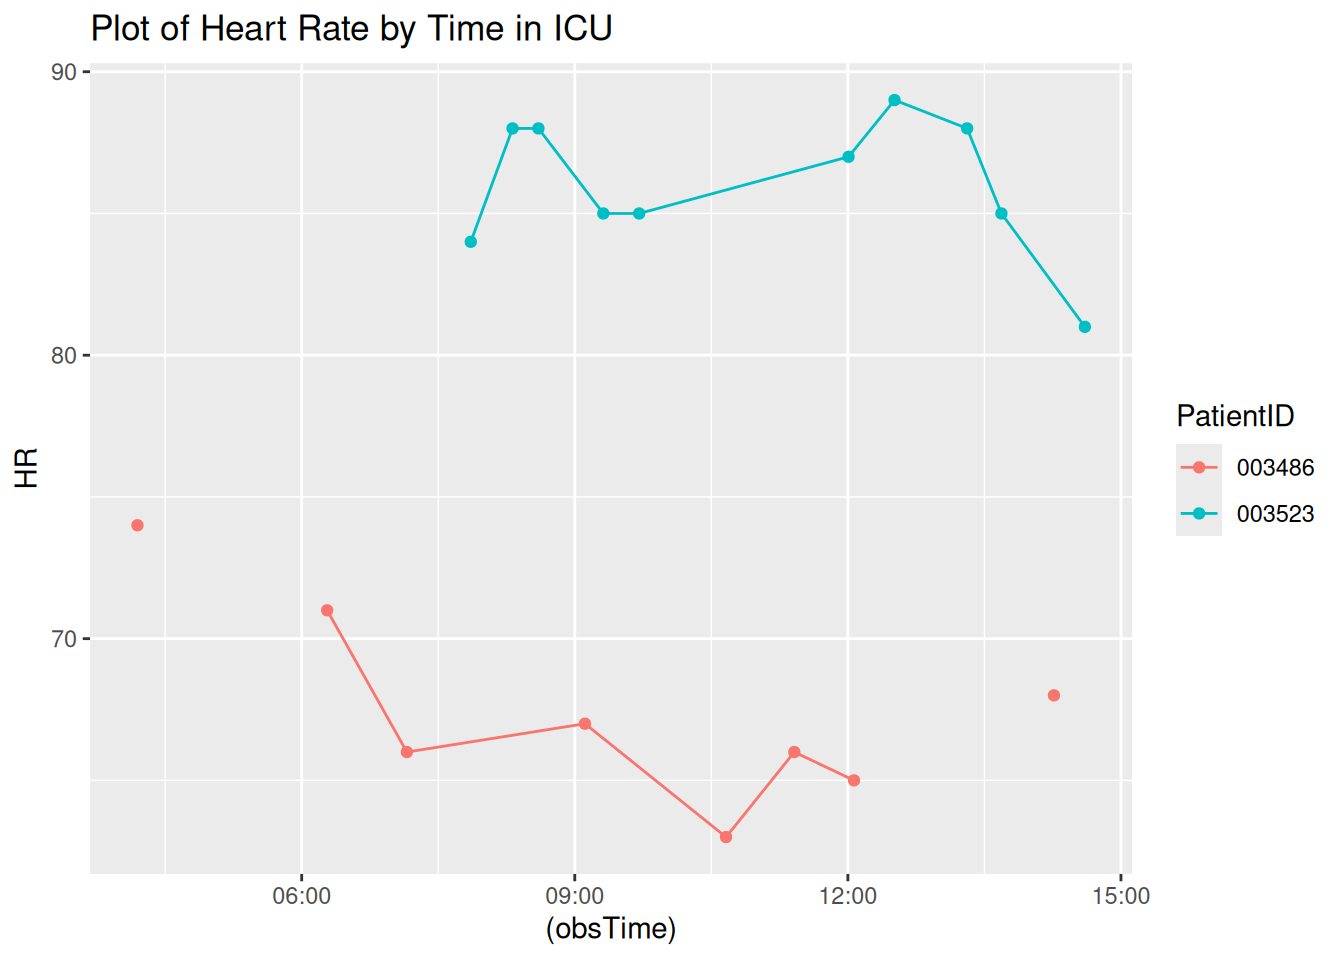 Plot of Heart Rate by Time in ICU
90
80
70
HR
06:00 09:00 12:00 15:00
(obsTime)
PatientID
003486
003523